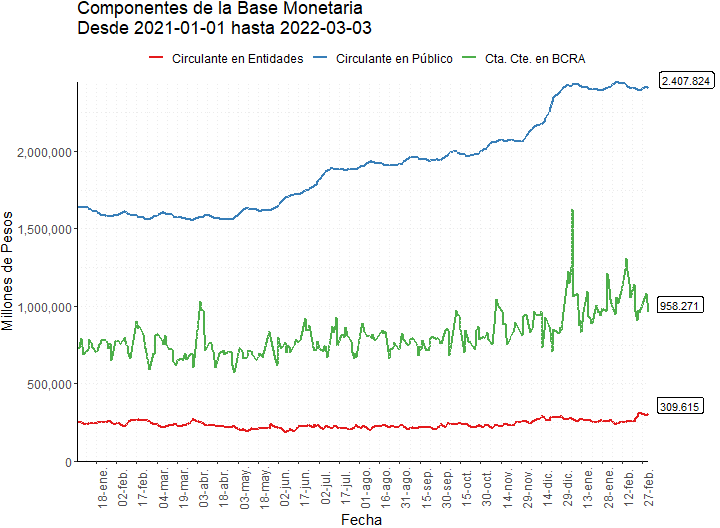 Componentes de la Base Monetaria
Desde 2021-01-01 hasta 2022-03-03
Circulante en Entidades Circulante en Público Cta. Cte. en BCRA
2.407.824
2,000,000
1,500,000
Millones de Pesos
1,000,000
958.271
500,000
309.615
0
18-ene. 02-feb. 17-feb. 04-mar. 19-mar. 03-abr. 18-abr. 03-may. 18-may. 02-jun. 17-jun. 02-jul. 17-jul. 01-ago. 16-ago. 31-ago. 15-sep. 30-sep. 15-oct. 30-oct. 14-nov. 29-nov. 14-dic. 29-dic. 13-ene. 28-ene. 12-feb. 27-feb.
Fecha